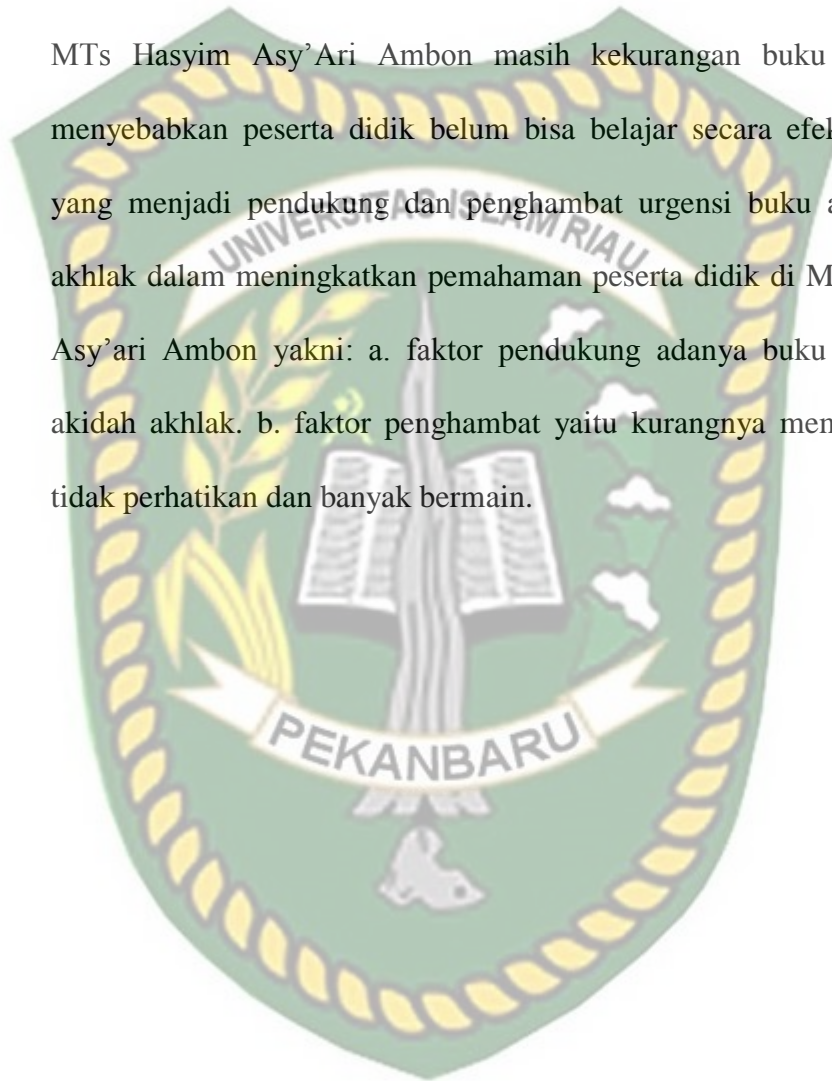 MTs Hasyim Asy’Ari Ambon masih kekurangan buku
menyebabkan peserta didik belum bisa belajar secara efek
yang menjadi pendukung dan penghambat urgensi buku a
UNIVERSITAS ISLAM RIAU
akhlak dalam meningkatkan pemahaman peserta didik di M
Asy’ari Ambon yakni: a. faktor pendukung adanya buku
akidah akhlak. b. faktor penghambat yaitu kurangnya men
tidak perhatikan dan banyak bermain.
PEKANBARU